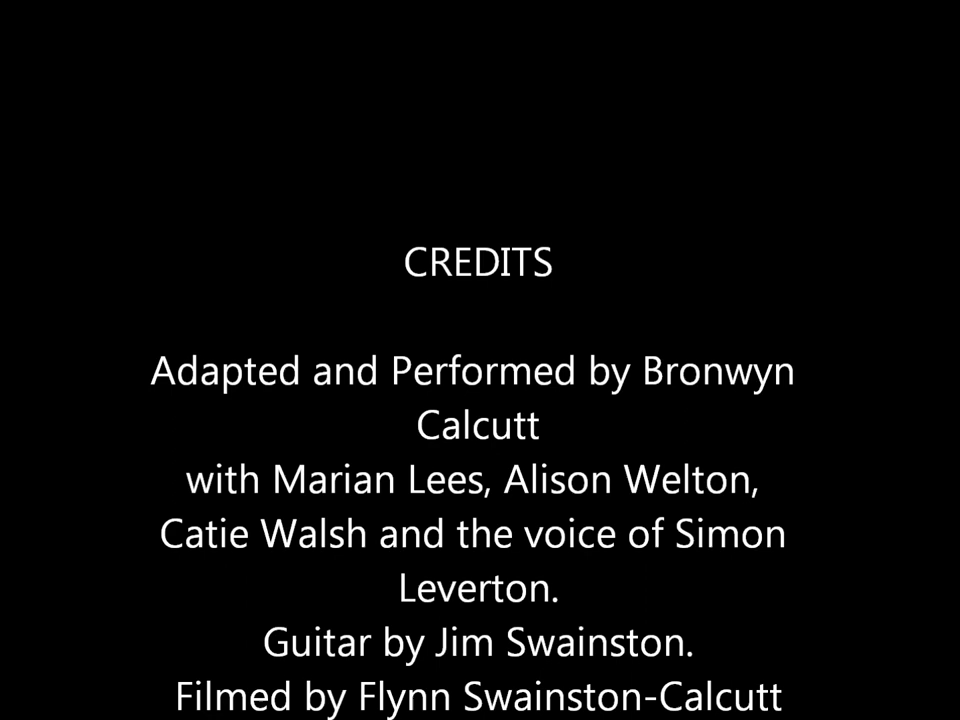 CREDITS
Adapted and Performed by Bronwyn
Calcutt
with Marian Lees, Alison Welton,
Catie Walsh and the voice of Simon
Leverton.
Guitar by Jim Swainston.
Filmed by Flynn Swainston-Calcutt